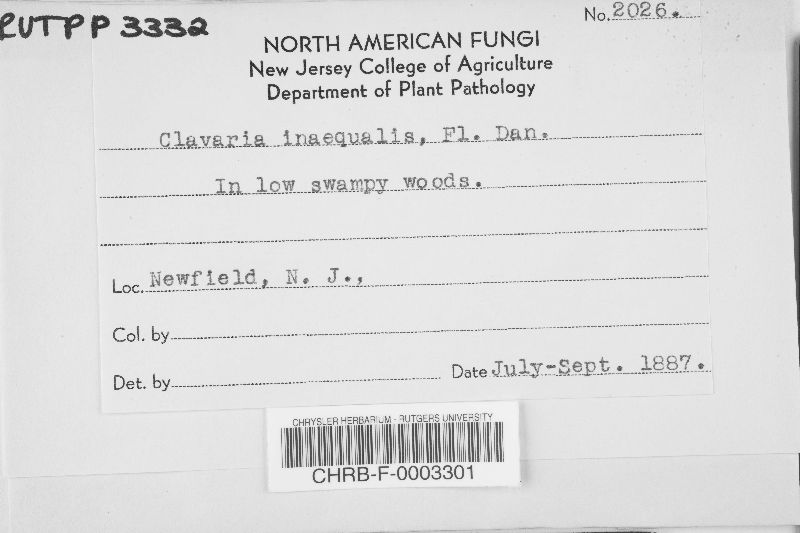 RUTPP 3332
No. 2026.
NORTH AMERICAN FUNGI
New Jersey College of Agriculture
Department of Plant Pathology
Clavaria inaequalis, Fl. Dan.
In low swampy woods.
Loc. Newfield, N. J.,
Col. by
Det. by
Date July-Sept. 1887.
CHRYSLER HERBARIUM - RUTGERS UNIVERSITY
CHRB-F-0003301